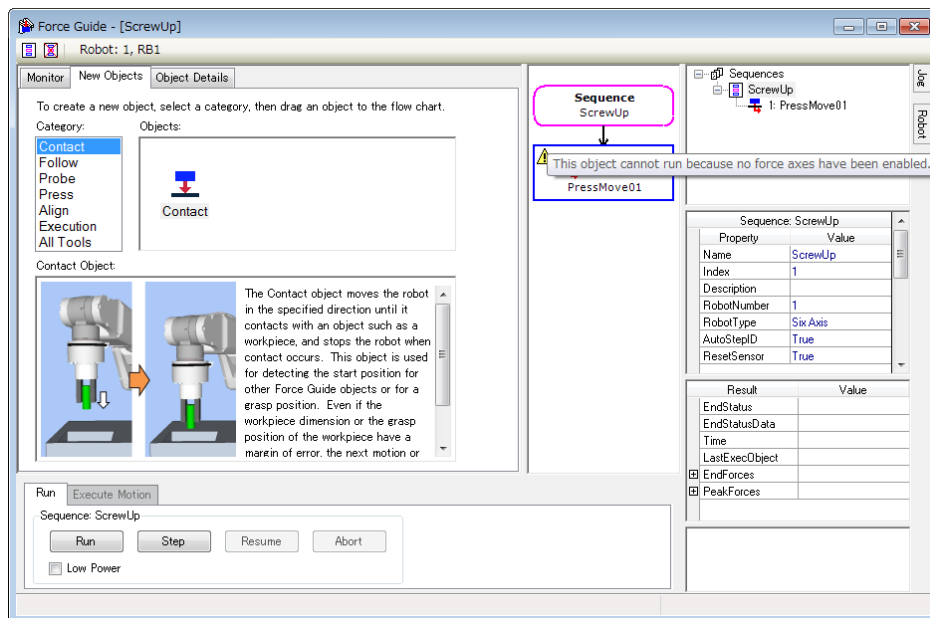 Force Guide - [ScrewUp]
Robot: 1, RB1
Monitor
New Objects
Object Details
To create a new object, select a category, then drag an object to the flow chart.
Category:
Objects:
Contact
Follow
Probe
Press
Align
Execution
All Tools
Contact
Contact Object:
The Contact object moves the robot
in the specified direction until it
contacts with an object such as a
workpiece, and stops the robot when
contact occurs. This object is used
for detecting the start position for
other Force Guide objects or for a
grasp position. Even if the
workpiece dimension or the grasp
position of the workpiece have a
margin of error, the next motion or
Run
Execute Motion
Sequence: ScrewUp
Run
Step
Resume
Abort
Low Power
Sequence
ScrewUp
This object cannot run because no force axes have been enabled.
PressMove01
Sequences
ScrewUp
1: PressMove01
Jog
Robot
Sequence: ScrewUp
Property Value
Name ScrewUp
Index 1
Description
RobotNumber 1
RobotType Six Axis
AutoStepID True
ResetSensor True
Result Value
EndStatus
EndStatusData
Time
LastExecObject
EndForces
PeakForces